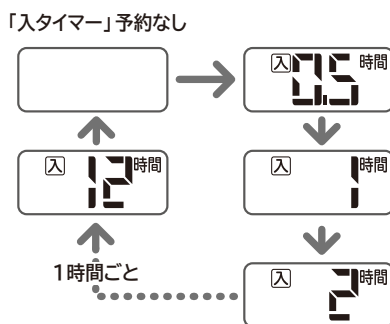 「入タイマー」予約なし
入 0.5 時間
入 12 時間
入 1 時間
1時間ごと
入 2 時間